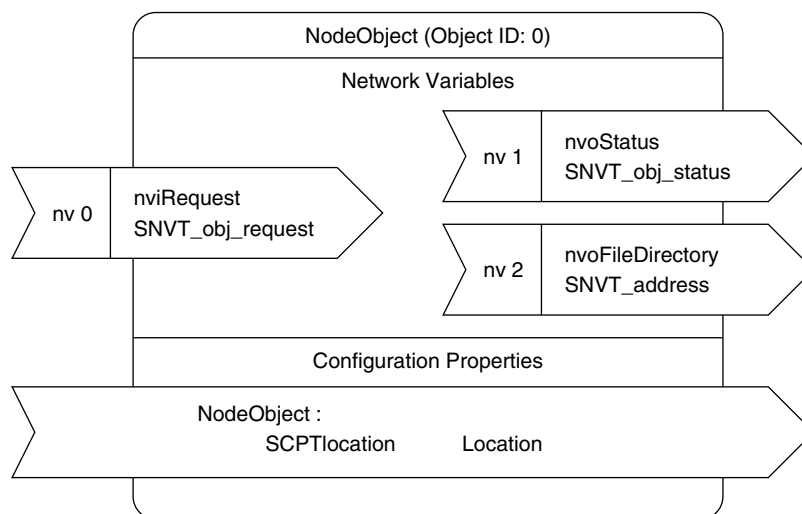 NodeObject (Object ID: 0)
Network Variables
nv 0
nviRequest
SNVT_obj_request
nv 1
nvoStatus
SNVT_obj_status
nv 2
nvoFileDirectory
SNVT_address
Configuration Properties
NodeObject :
SCPTlocation Location